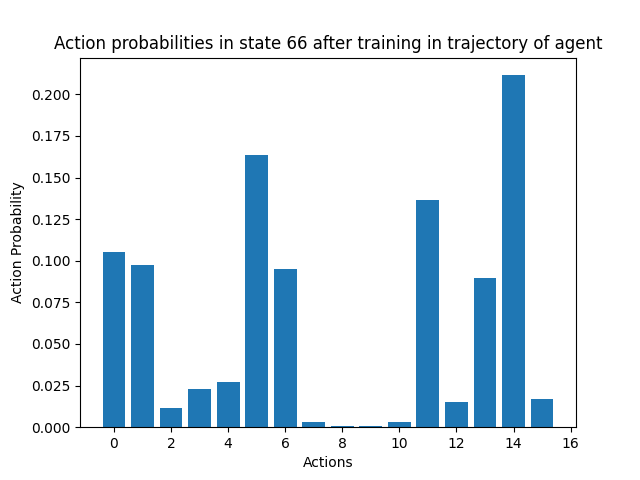 Action probabilities in state 66 after training in trajectory of agent
0.200
0.175
0.150
0.125
0.100
0.075
0.050
0.025
0.000
Action Probability
0 2 4 6 8 10 12 14 16
Actions